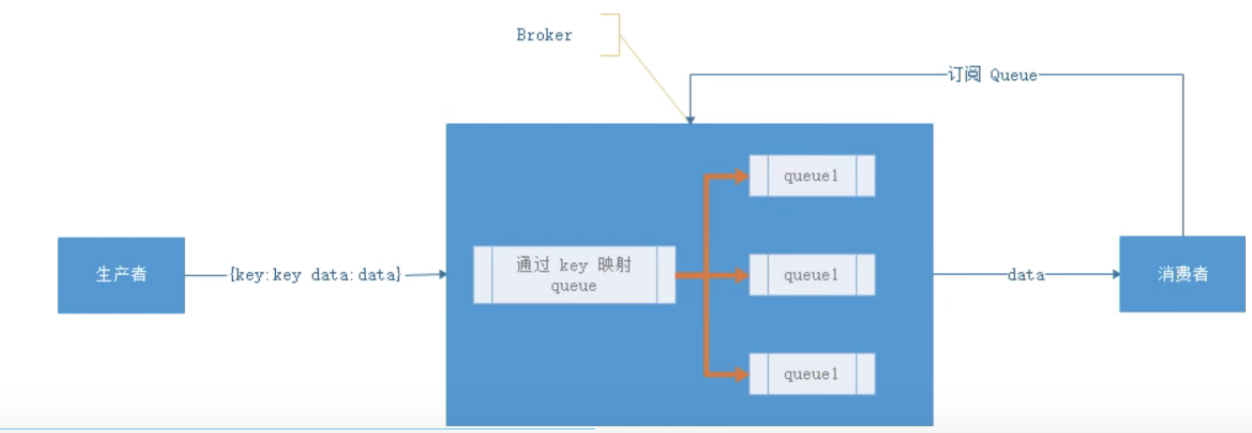 Broker
订阅 Queue
queue1
生产者
{key:key data:data}
通过 key 映射
queue
queue1
data
消费者
queue1